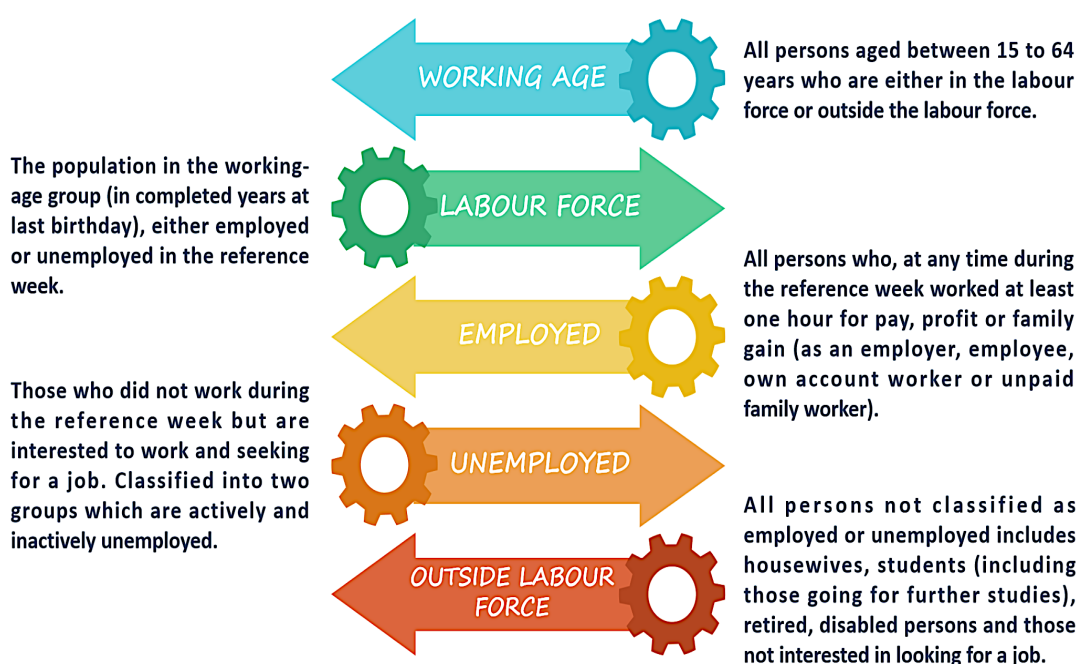 WORKING AGE
All persons aged between 15 to 64
years who are either in the labour
force or outside the labour force.
The population in the working-
age group (in completed years at
last birthday), either employed
or unemployed in the reference
week.
LABOUR FORCE
EMPLOYED
All persons who, at any time during
the reference week worked at least
one hour for pay, profit or family
gain (as an employer, employee,
own account worker or unpaid
family worker).
Those who did not work during
the reference week but are
interested to work and seeking
for a job. Classified into two
groups which are actively and
inactively unemployed.
UNEMPLOYED
OUTSIDE LABOUR
FORCE
All persons not classified as
employed or unemployed includes
housewives, students (including
those going for further studies),
retired, disabled persons and those
not interested in looking for a job.